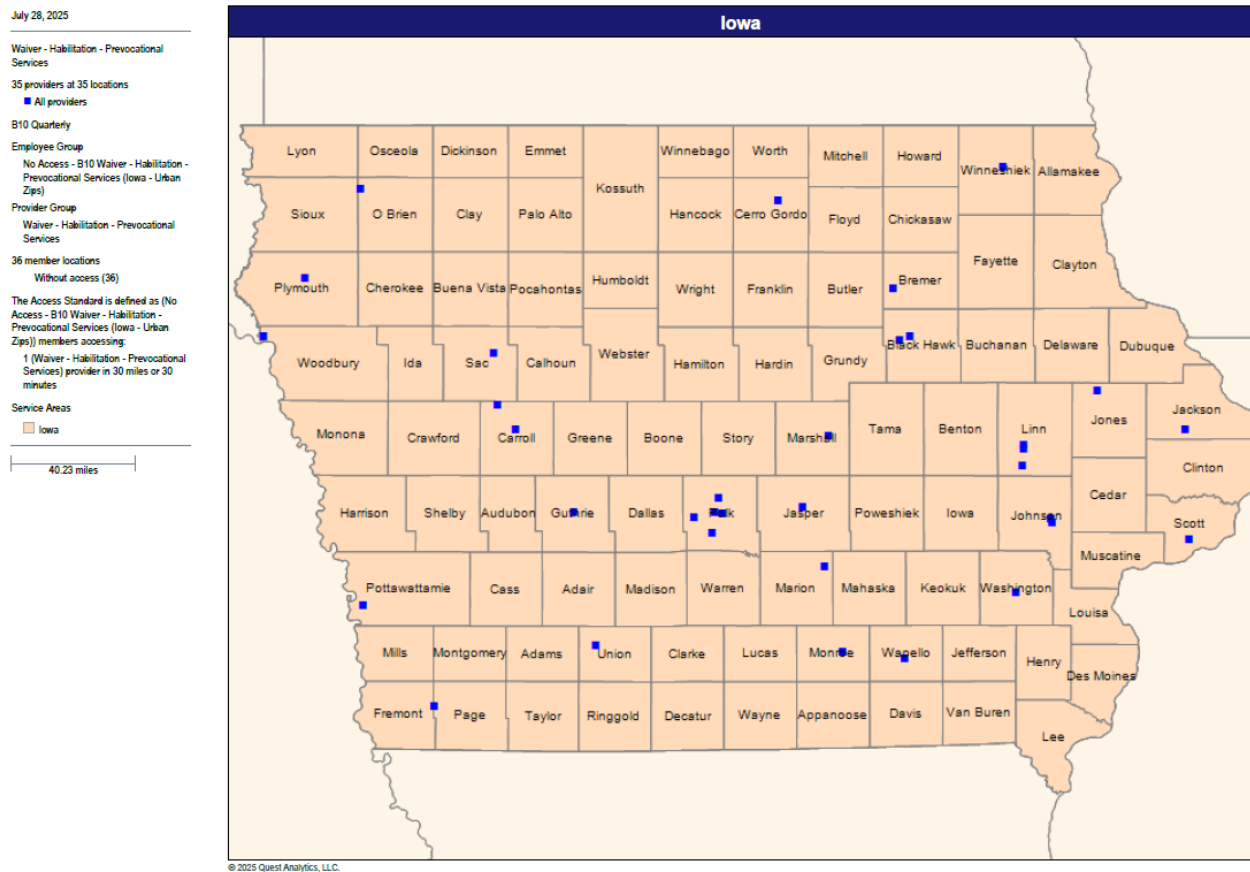 July 28, 2025
Waiver - Habilitation - Prevocational
Services
35 providers at 35 locations
All providers
B10 Quarterly
Employee Group
No Access - B10 Waiver - Habilitation -
Prevocational Services (Iowa - Urban
Zips)
Provider Group
Waiver - Habilitation - Prevocational
Services
36 member locations
Without access (36)
The Access Standard is defined as (No
Access - B10 Waiver - Habilitation -
Prevocational Services (Iowa - Urban
Zips)) members accessing:
1 (Waiver - Habilitation - Prevocational
Services) provider in 30 miles or 30
minutes
Service Areas
Iowa
40.23 miles
Iowa
Lyon Osceola Dickinson Emmet Winnebago Worth Mitchell Howard Winneshiek Allamakee
Kossuth
Sioux O Brien Clay Palo Alto Hancock Cerro Gordo Floyd Chickasaw
Fayette Clayton
Plymouth Cherokee Buena Vista Pocahontas Humboldt Wright Franklin Butler Bremer
Woodbury Ida Sac Calhoun Webster Hamilton Hardin Grundy Black Hawk Buchanan Delaware Dubuque
Monona Crawford Carroll Greene Boone Story Marshall Tama Benton Linn Jones Jackson
Clinton
Harrison Shelby Audubon Guthrie Dallas Polk Jasper Poweshiek Iowa Johnson Cedar Scott
Muscatine
Pottawattamie Cass Adair Madison Warren Marion Mahaska Keokuk Washington Louisa
Mills Montgomery Adams Union Clarke Lucas Monroe Wapello Jefferson Henry Des Moines
Fremont Page Taylor Ringgold Decatur Wayne Appanoose Davis Van Buren Lee
© 2025 Quest Analytics, LLC.